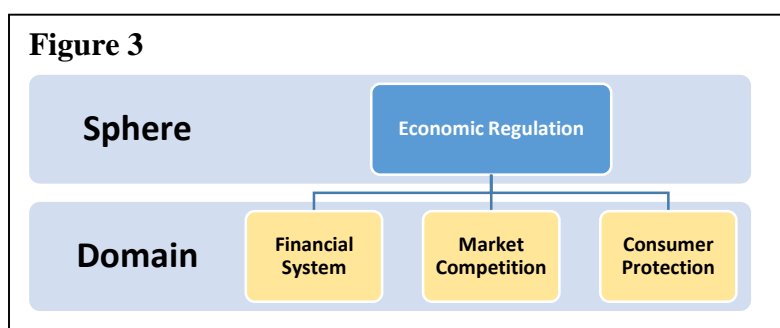 Figure 3
Sphere
Economic Regulation
Domain
Financial
System
Market
Competition
Consumer
Protection